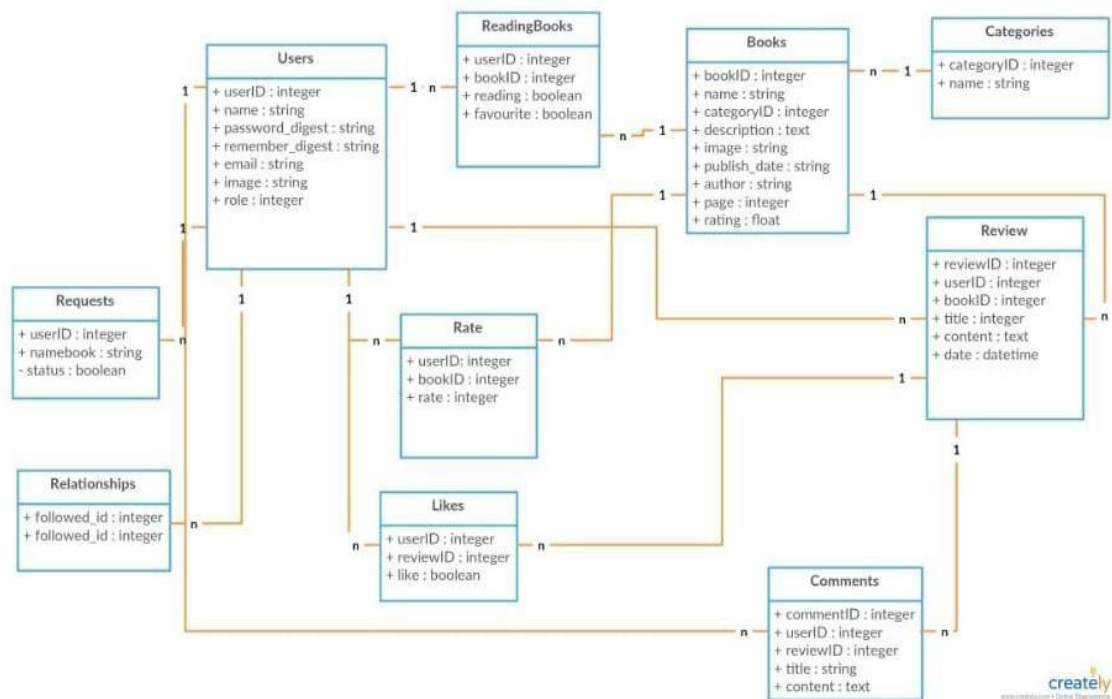 ReadingBooks
+ userID : integer
+ bookID : integer
+ reading : boolean
+ favourite : boolean
Users
+ userID : integer
+ name : string
+ password_digest : string
+ remember_digest : string
+ email : string
+ image : string
+ role : integer
Books
+ bookID : integer
+ name : string
+ categoryID : integer
+ description : text
+ image : string
+ publish_date : string
+ author : string
+ page : integer
+ rating : float
Categories
+ categoryID : integer
+ name : string
1
1 n
n 1
n 1
1
1
1
1
1
1
Review
+ reviewID : integer
+ userID : integer
+ bookID : integer
+ title : integer
+ content : text
+ date : datetime
n
n
Requests
+ userID : integer
+ namebook : string
- status : boolean
n
Rate
+ userID: integer
+ bookID : integer
+ rate : integer
n
n
1
1
Relationships
+ followed_id : integer
+ followed_id : integer
n
Likes
+ userID : integer
+ reviewID : integer
+ like : boolean
n
n
Comments
+ commentID : integer
+ userID : integer
+ reviewID : integer
+ title : string
+ content : text
n
n
creately
www.creately.com • Online Diagramming